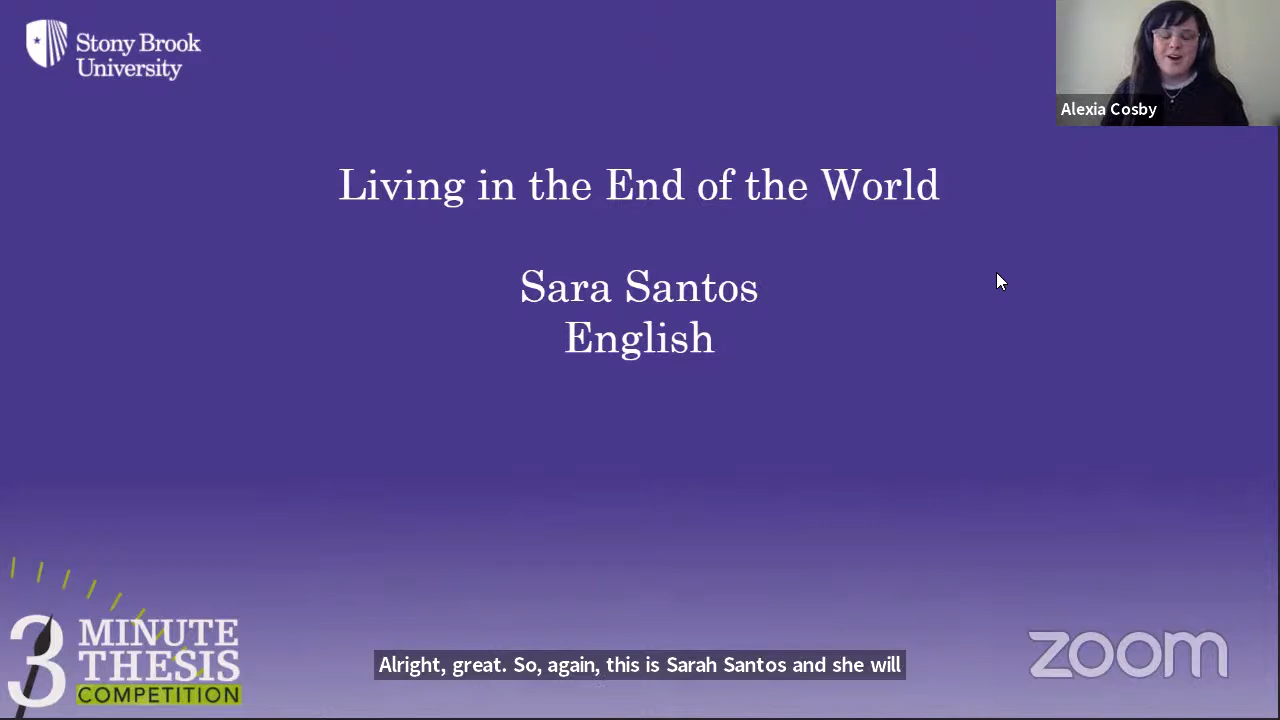 Stony Brook
University
Alexia Cosby
Living in the End of the World
Sara Santos
English
3 MINUTE
THESIS
COMPETITION
Alright, great. So, again, this is Sarah Santos and she will
zoom